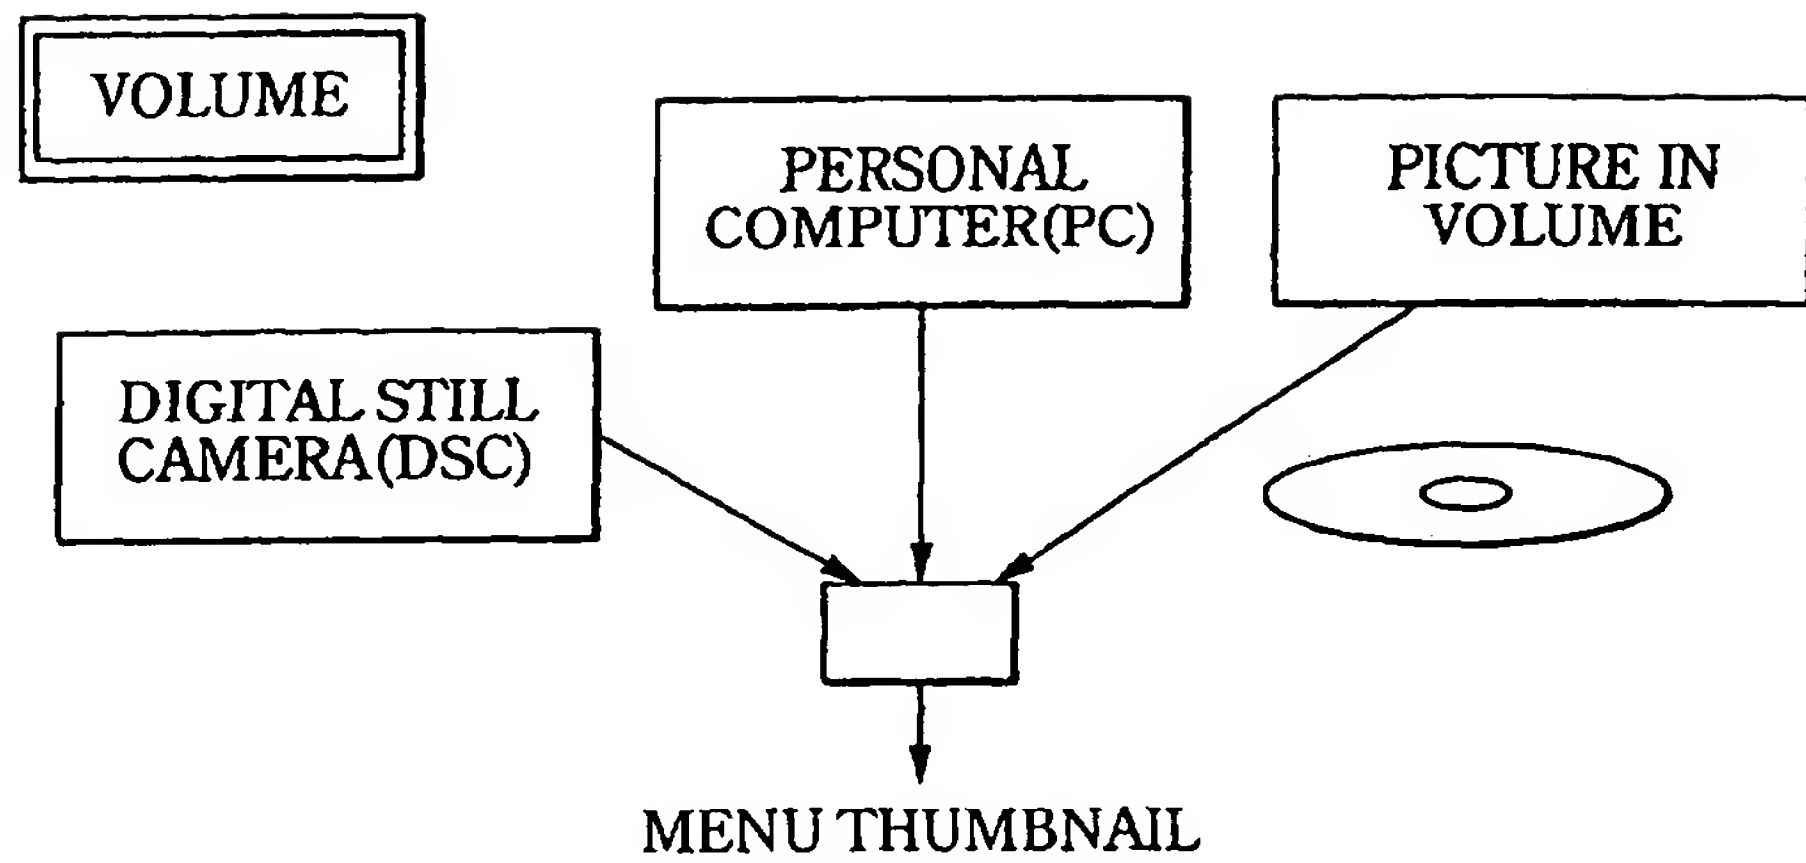 VOLUME
PERSONAL
COMPUTER(PC)
PICTURE IN
VOLUME
DIGITAL STILL
CAMERA(DSC)
MENU THUMBNAIL